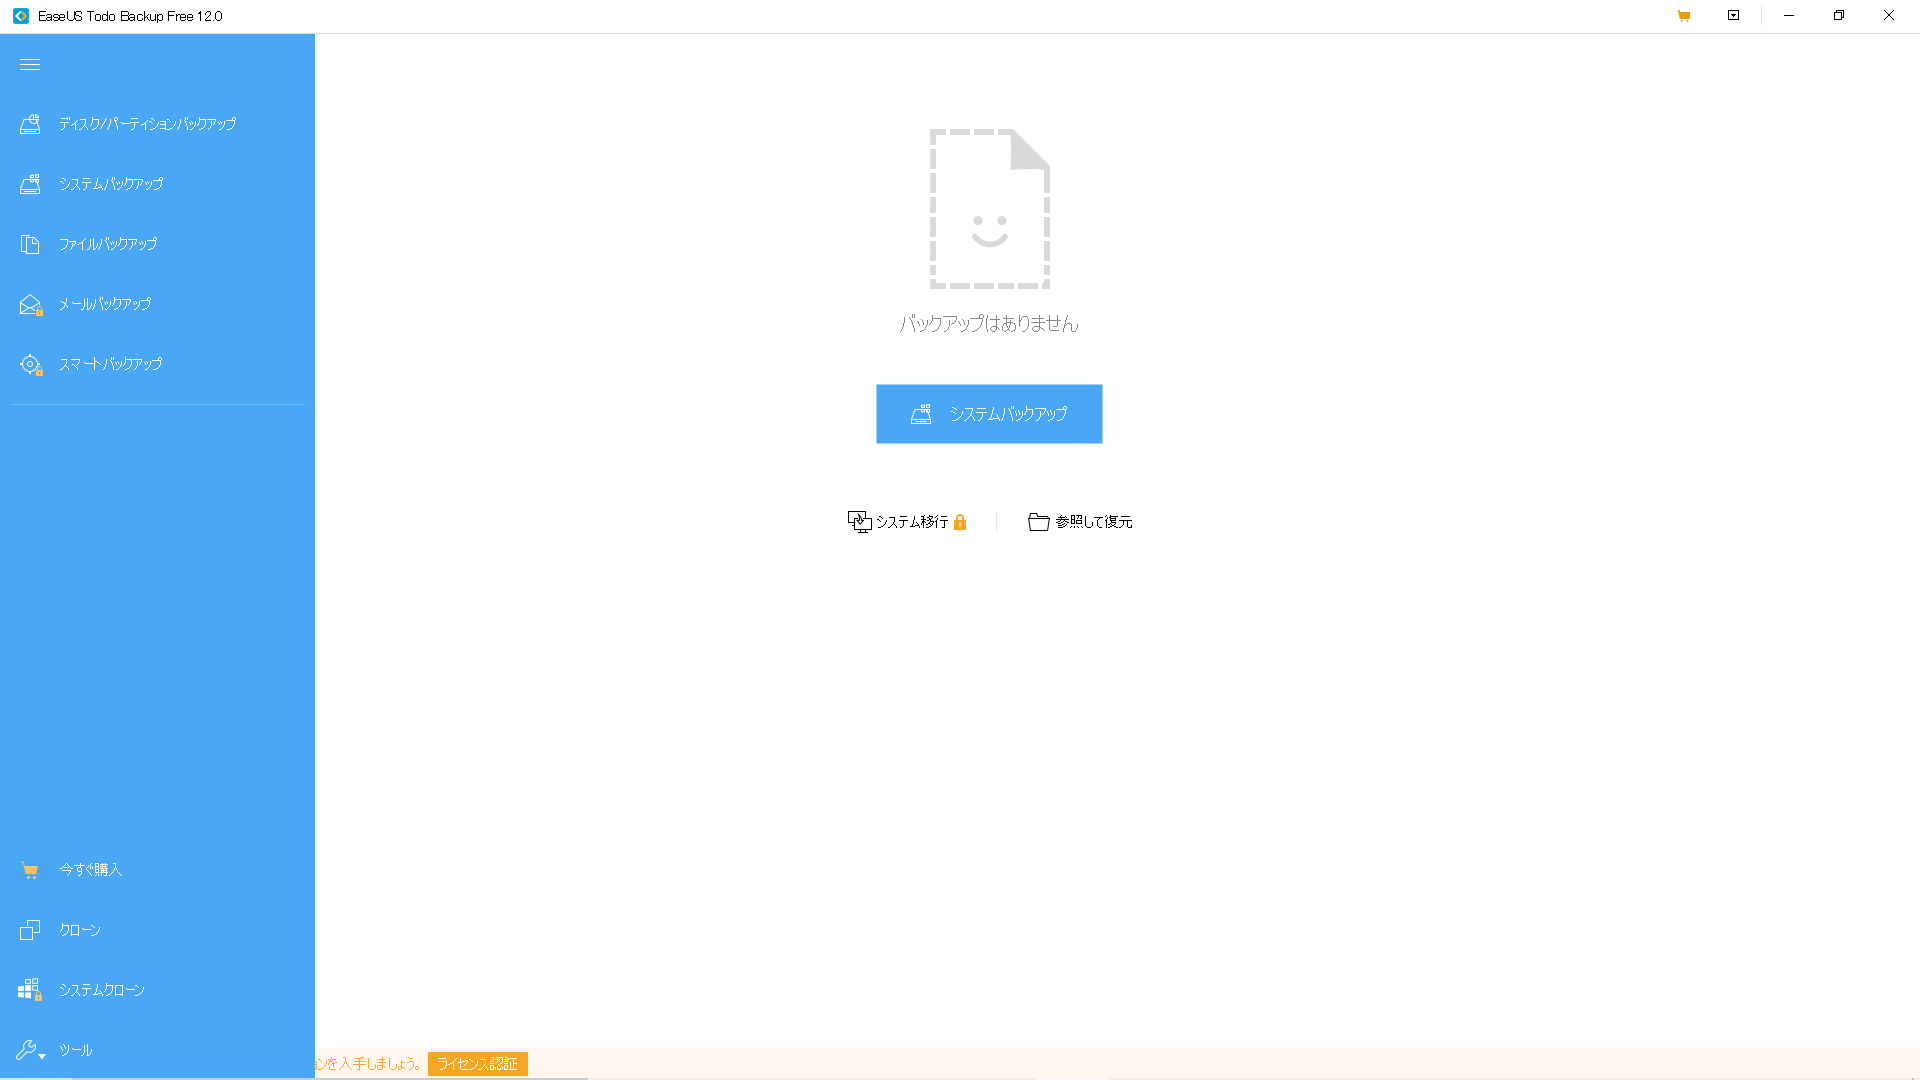 EaseUS Todo Backup Free 12.0
ディスク/パーティションバックアップ
システムバックアップ
ファイルバックアップ
メールバックアップ
スマートバックアップ
バックアップはありません
システムバックアップ
システム移行
参照して復元
今すぐ購入
クローン
システムクローン
ツール
ンを入手しましょう。
ライセンス認証